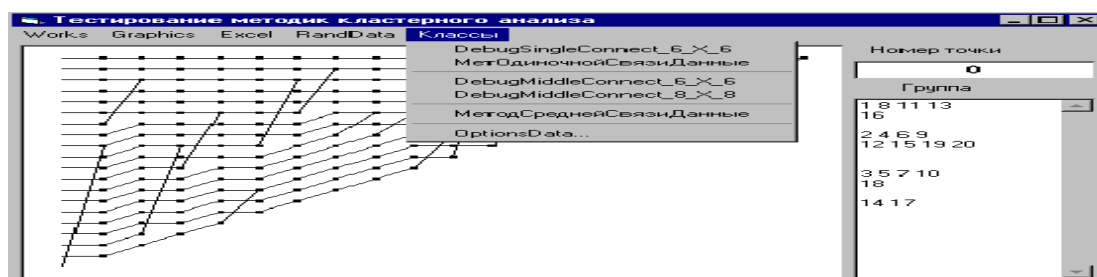 Тестирование методик кластерного анализа
Works Graphics Excel RandData Классы
DebugSingleConnect_6_X_6
МетОдиночнойСвязиДанные
DebugMiddleConnect_6_X_6
DebugMiddleConnect_8_X_8
МетодСреднейСвязиДанные
OptionsData...
Номер точки
0
Группа
1 8 11 13
16
2 4 6 9
12 15 19 20
3 5 7 10
18
14 17